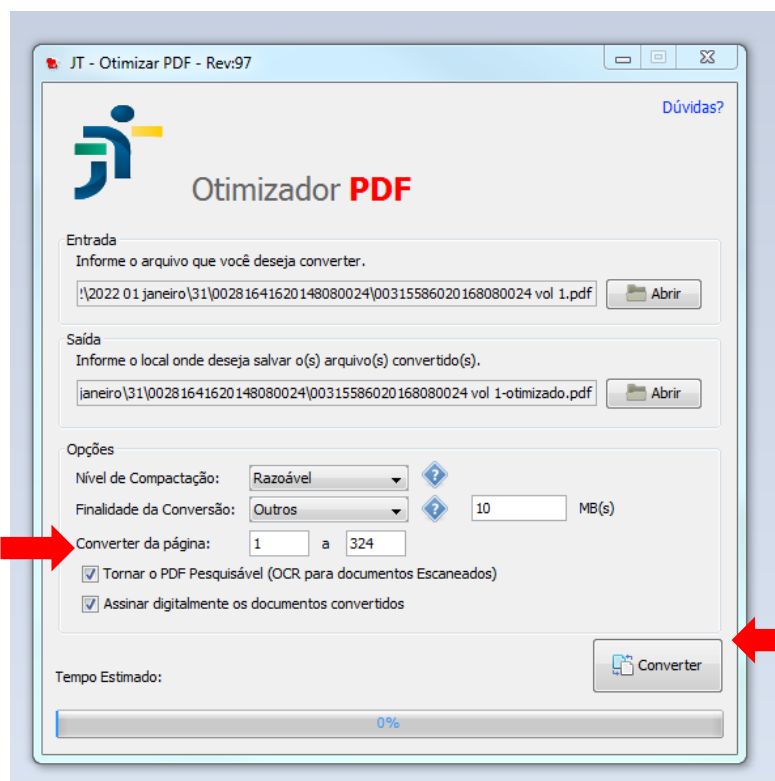 JT - Otimizar PDF - Rev:97
Dúvidas?
Otimizador PDF
Entrada
Informe o arquivo que você deseja converter.
!\2022 01 janeiro\31\00281641620148080024\00315586020168080024 vol 1.pdf Abrir
Saída
Informe o local onde deseja salvar o(s) arquivo(s) convertido(s).
janeiro\31\00281641620148080024\00315586020168080024 vol 1-otimizado.pdf Abrir
Opções
Nível de Compactação: Razoável ?
Finalidade da Conversão: Outros ? 10 MB(s)
Converter da página: 1 a 324
Tornar o PDF Pesquisável (OCR para documentos Escaneados)
Assinar digitalmente os documentos convertidos
Converter
Tempo Estimado:
0%